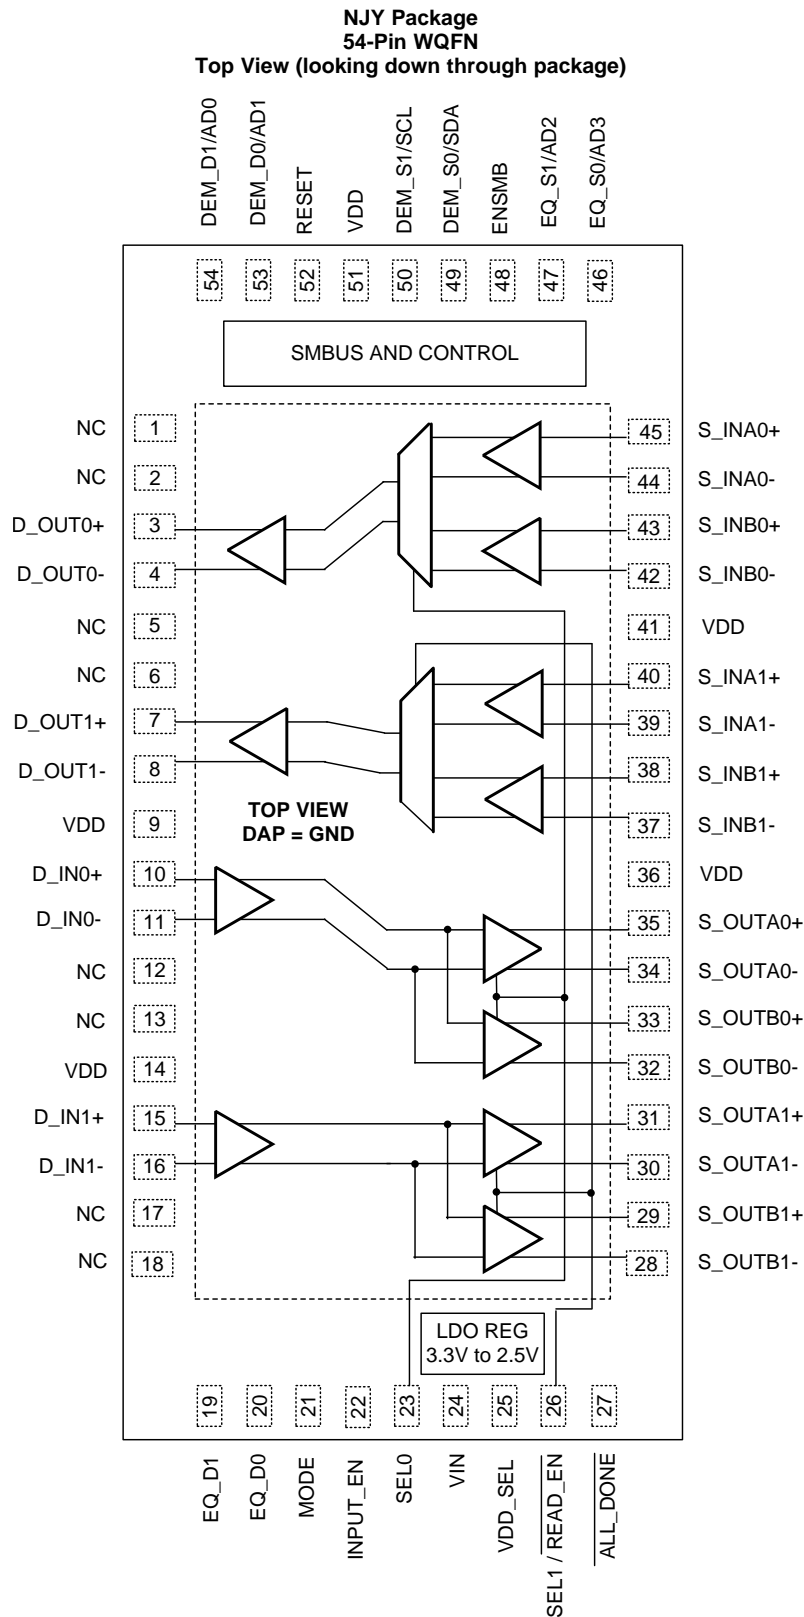 NJY Package
54-Pin WQFN
Top View (looking down through package)
DEM_D1/AD0
DEM_D0/AD1
RESET
VDD
DEM_S1/SCL
DEM_S0/SDA
ENSMB
EQ_S1/AD2
EQ_S0/AD3
54
53
52
51
50
49
48
47
46
SMBUS AND CONTROL
NC 1
45 S_INA0+
NC 2
44 S_INA0-
D_OUT0+ 3
43 S_INB0+
D_OUT0- 4
42 S_INB0-
NC 5
41 VDD
NC 6
40 S_INA1+
D_OUT1+ 7
39 S_INA1-
D_OUT1- 8
38 S_INB1+
TOP VIEW
DAP = GND
VDD 9
37 S_INB1-
D_IN0+ 10
36 VDD
D_IN0- 11
35 S_OUTA0+
NC 12
34 S_OUTA0-
NC 13
33 S_OUTB0+
VDD 14
32 S_OUTB0-
D_IN1+ 15
31 S_OUTA1+
D_IN1- 16
30 S_OUTA1-
NC 17
29 S_OUTB1+
NC 18
28 S_OUTB1-
LDO REG
3.3V to 2.5V
19
20
21
22
23
24
25
26
27
EQ_D1
EQ_D0
MODE
INPUT_EN
SEL0
VIN
VDD_SEL
SEL1 / READ_EN
ALL_DONE